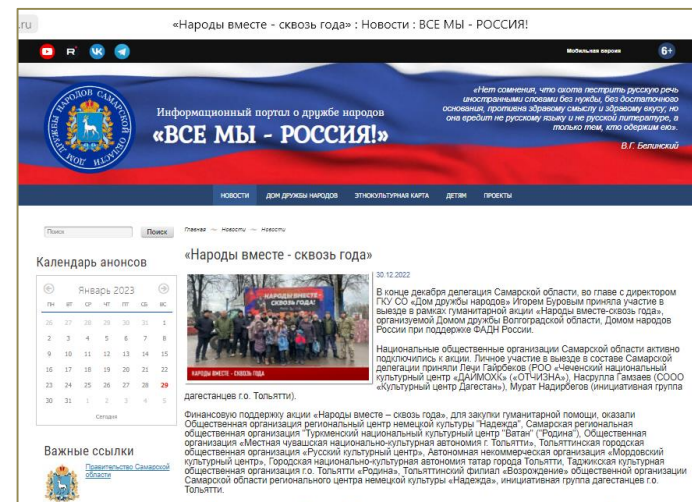 .ru
«Народы вместе - сквозь года» : Новости : ВСЕ МЫ - РОССИЯ!
Мобильная версия
6+
ДОМ ДРУЖБЫ НАРОДОВ САМАРСКОЙ ОБЛАСТИ
Информационный портал о дружбе народов
«ВСЕ МЫ - РОССИЯ!»
«Нет сомнения, что охота пестрить русскую речь
иностранными словами без нужды, без достаточного
основания, противна здравому смыслу и здравому вкусу; но
она вредит не русскому языку и не русской литературе, а
только тем, кто одержим ею».
В.Г. Белинский
НОВОСТИ ДОМ ДРУЖБЫ НАРОДОВ ЭТНОКУЛЬТУРНАЯ КАРТА ДЕТЯМ ПРОЕКТЫ
Поиск Поиск
Главная — Новости — Новости
Календарь анонсов
Январь 2023
ПН ВТ СР ЧТ ПТ СБ ВС
26 27 28 29 30 31 1
2 3 4 5 6 7 8
9 10 11 12 13 14 15
16 17 18 19 20 21 22
23 24 25 26 27 28 29
30 31 1 2 3 4 5
Сегодня
Важные ссылки
Правительство Самарской
области
«Народы вместе - сквозь года»
НАРОДЫ ВМЕСТЕ
СКВОЗЬ ГОДА!
НАРОДЫ ВМЕСТЕ - СКВОЗЬ ГОДА
30.12.2022
В конце декабря делегация Самарской области, во главе с директором
ГКУ СО «Дом дружбы народов» Игорем Буровым приняла участие в
выезде в рамках гуманитарной акции «Народы вместе-сквозь года»,
организуемой Домом дружбы Волгоградской области, Домом народов
России при поддержке ФАДН России.
Национальные общественные организации Самарской области активно
подключились к акции. Личное участие в выезде в составе Самарской
делегации приняли Лечи Гайрбеков (РОО «Чеченский национальный
культурный центр «ДАЙМОХК» («ОТЧИЗНА»), Насрулла Гамзаев (СООО
«Культурный центр Дагестан»), Мурат Надирбегов (инициативная группа
дагестанцев г.о. Тольятти).
Финансовую поддержку акции «Народы вместе – сквозь года», для закупки гуманитарной помощи, оказали
Общественная организация региональный центр немецкой культуры "Надежда", Самарская региональная
общественная организация "Туркменский национальный культурный центр "Ватан" ("Родина"), Общественная
организация «Местная чувашская национально-культурная автономия г. Тольятти», Тольяттинская городская
общественная организация «Русский культурный центр», Автономная некоммерческая организация «Мордовский
культурный центр», Городская национально-культурная автономия татар города Тольятти, Таджикская культурная
общественная организация г.о. Тольятти «Родина», Тольяттинский филиал «Возрождение» общественной организации
Самарской области регионального центра немецкой культуры «Надежда», инициативная группа дагестанцев г.о.
Тольятти.